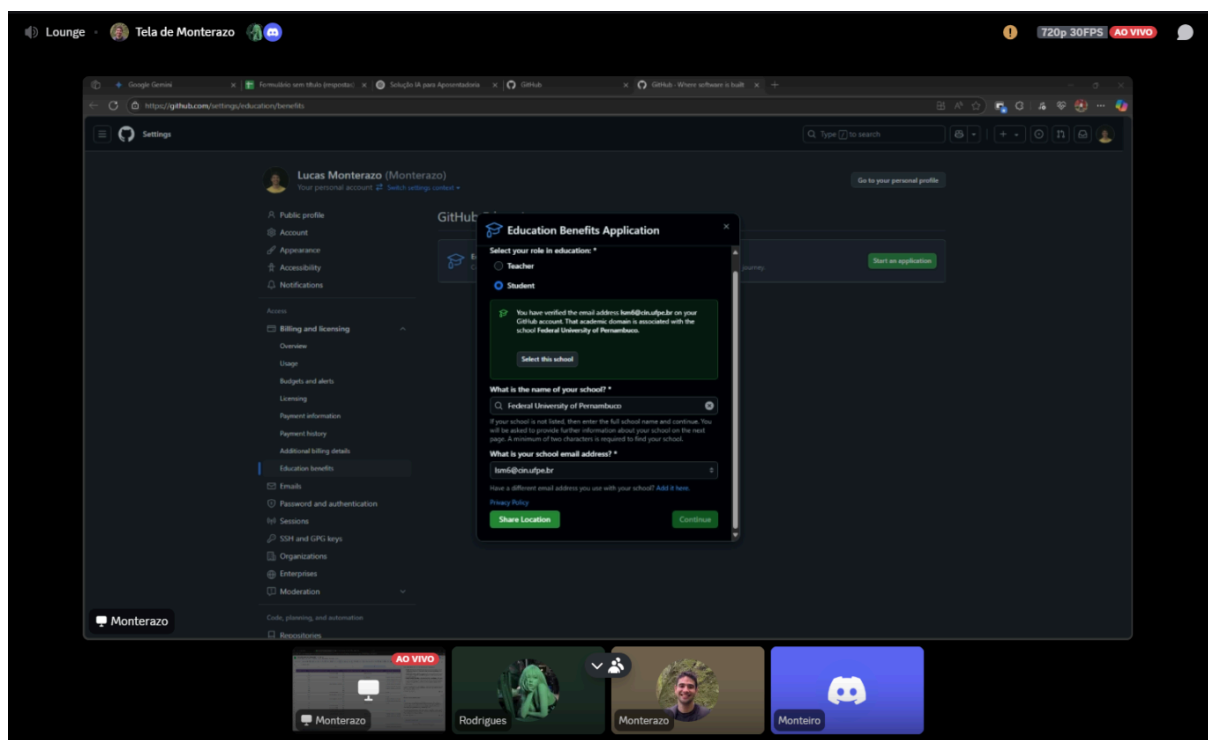 Lounge
Tela de Monterazo
720p 30FPS AO VIVO
Google Gemini
Formulário sem título (respostas)
Solução IA para Aposentadoria
GitHub
GitHub · Where software is built
https://github.com/settings/education/benefits
Settings
Type / to search
Lucas Monterazo (Monterazo)
Your personal account Switch settings context
Go to your personal profile
Public profile
Account
Appearance
Accessibility
Notifications
Access
Billing and licensing
Overview
Usage
Budgets and alerts
Licensing
Payment information
Payment history
Additional billing details
Education benefits
Emails
Password and authentication
Sessions
SSH and GPG keys
Organizations
Enterprises
Moderation
Code, planning, and automation
Repositories
GitHub
journey.
Start an application
Education Benefits Application
Select your role in education: *
Teacher
Student
You have verified the email address lsm6@cin.ufpe.br on your
GitHub account. That academic domain is associated with the
school Federal University of Pernambuco.
Select this school
What is the name of your school? *
Federal University of Pernambuco
If your school is not listed, then enter the full school name and continue. You
will be asked to provide further information about your school on the next
page. A minimum of two characters is required to find your school.
What is your school email address? *
lsm6@cin.ufpe.br
Have a different email address you use with your school? Add it here.
Privacy Policy
Share Location
Continue
Monterazo
AO VIVO
Monterazo
Rodrigues
Monterazo
Monteiro